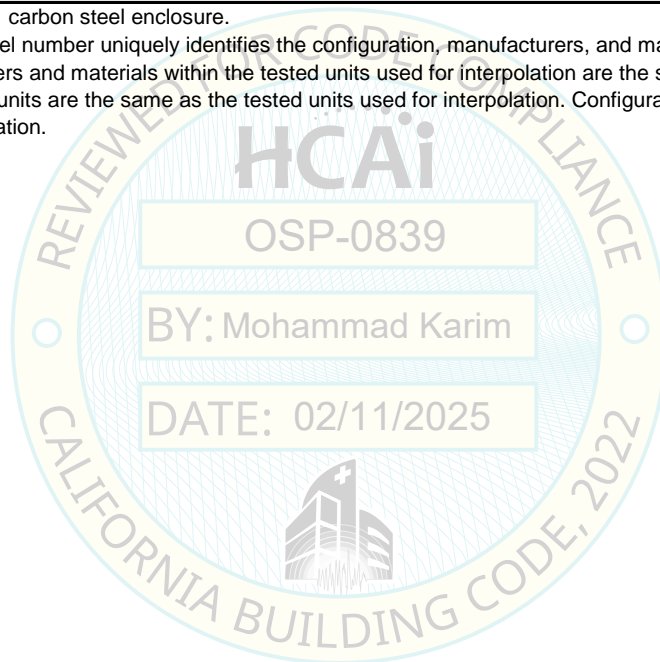 carbon steel enclosure.
el number uniquely identifies the configuration, manufacturers, and ma
ers and materials within the tested units used for interpolation are the s
units are the same as the tested units used for interpolation. Configura
ation.
REVIEWED FOR CODE COMPLIANCE
HCAi
OSP-0839
BY: Mohammad Karim
DATE: 02/11/2025
CALIFORNIA BUILDING CODE, 2022